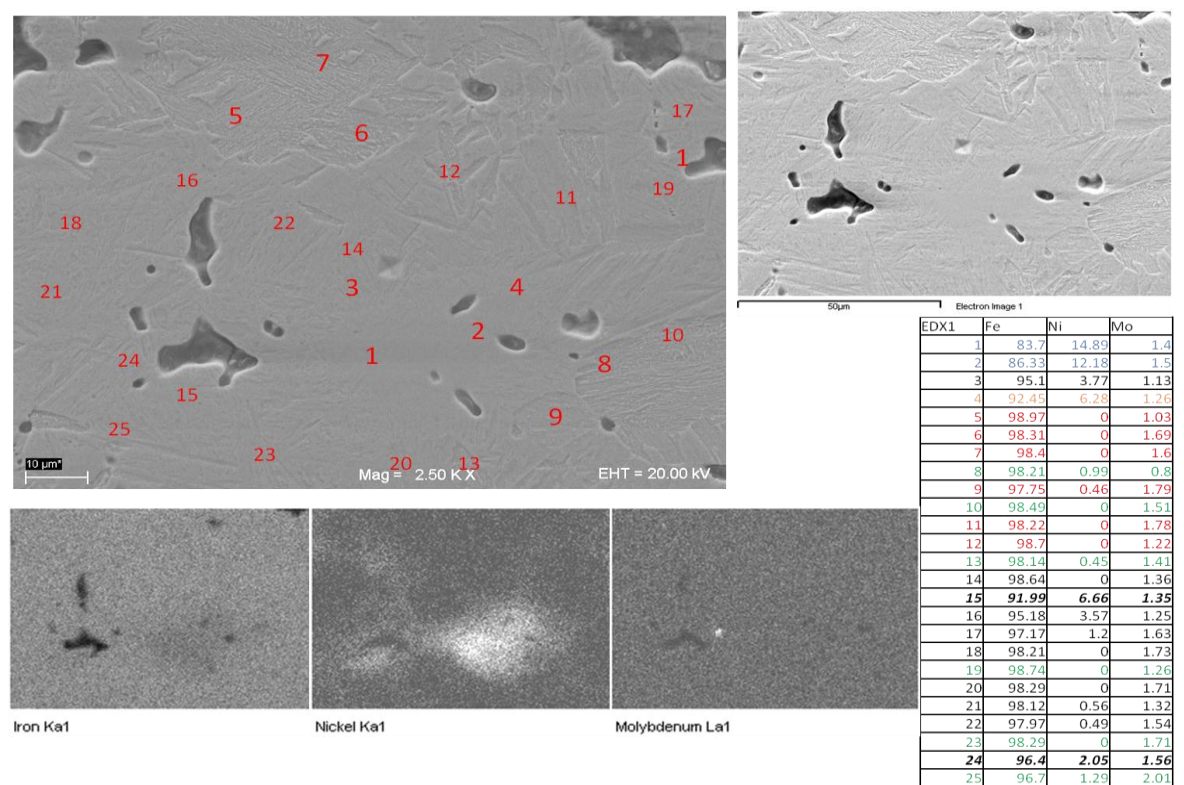 7
17
5
6
1
12
16
19
11
18
22
14
3
4
21
2
10
1
8
24
15
9
25
23
20
13
10 µm*
Mag = 2.50 K X
EHT = 20.00 kV
50µm
Electron Image 1
EDX1 Fe Ni Mo
1 83.7 14.89 1.4
2 86.33 12.18 1.5
3 95.1 3.77 1.13
4 92.45 6.28 1.26
5 98.97 0 1.03
6 98.31 0 1.69
7 98.4 0 1.6
8 98.21 0.99 0.8
9 97.75 0.46 1.79
10 98.49 0 1.51
11 98.22 0 1.78
12 98.7 0 1.22
13 98.14 0.45 1.41
14 98.64 0 1.36
15 91.99 6.66 1.35
16 95.18 3.57 1.25
17 97.17 1.2 1.63
18 98.21 0 1.73
19 98.74 0 1.26
20 98.29 0 1.71
21 98.12 0.56 1.32
22 97.97 0.49 1.54
23 98.29 0 1.71
24 96.4 2.05 1.56
25 96.7 1.29 2.01
Iron Ka1
Nickel Ka1
Molybdenum La1